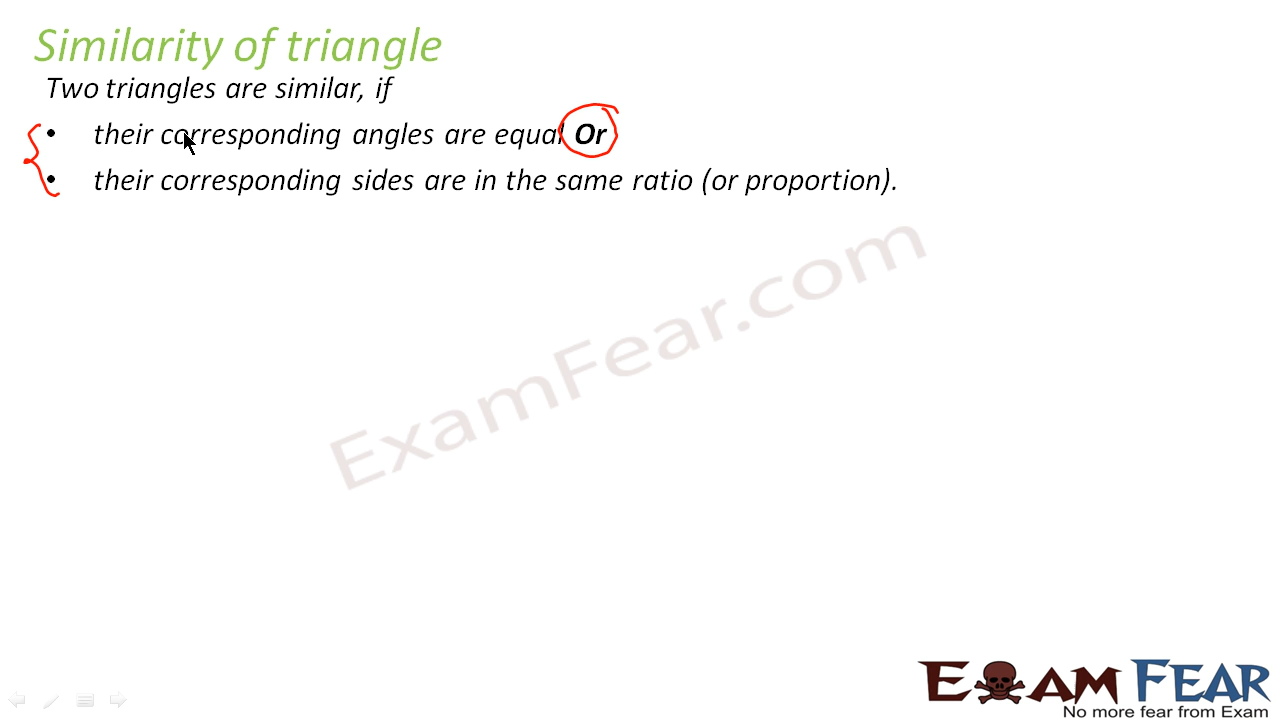 Similarity of triangle
Two triangles are similar, if
• their corresponding angles are equal Or
• their corresponding sides are in the same ratio (or proportion).
ExamFear.com
EXAM FEAR
No more fear from Exam